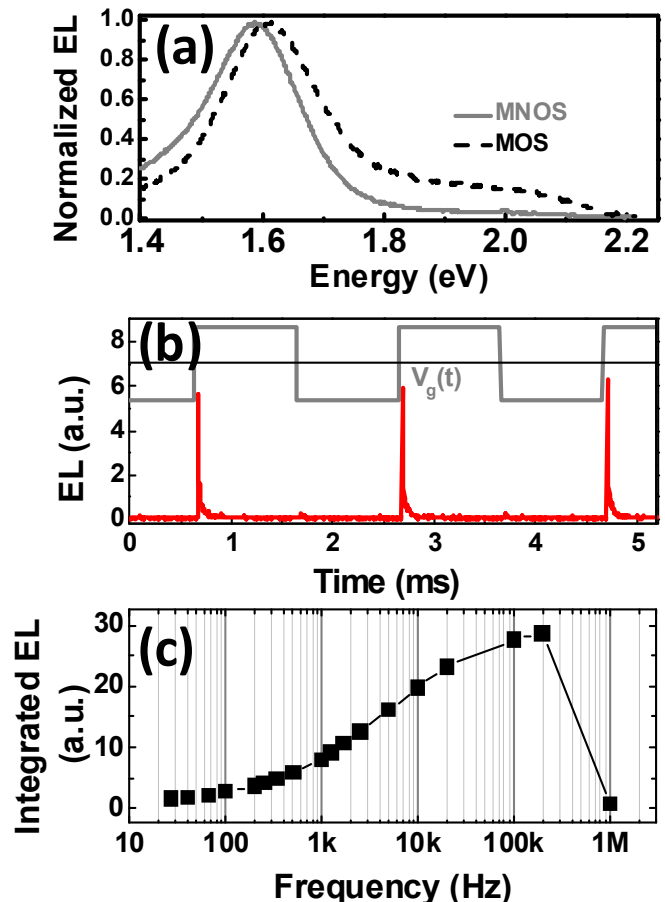 (a)
Normalized EL
1.0
0.8
0.6
0.4
0.2
0.0
MNOS
MOS
1.4 1.6 1.8 2.0 2.2
Energy (eV)
(b)
EL (a.u.)
8
6
4
2
0
V_g(t)
0 1 2 3 4 5
Time (ms)
(c)
Integrated EL
(a.u.)
30
20
10
0
10 100 1k 10k 100k 1M
Frequency (Hz)